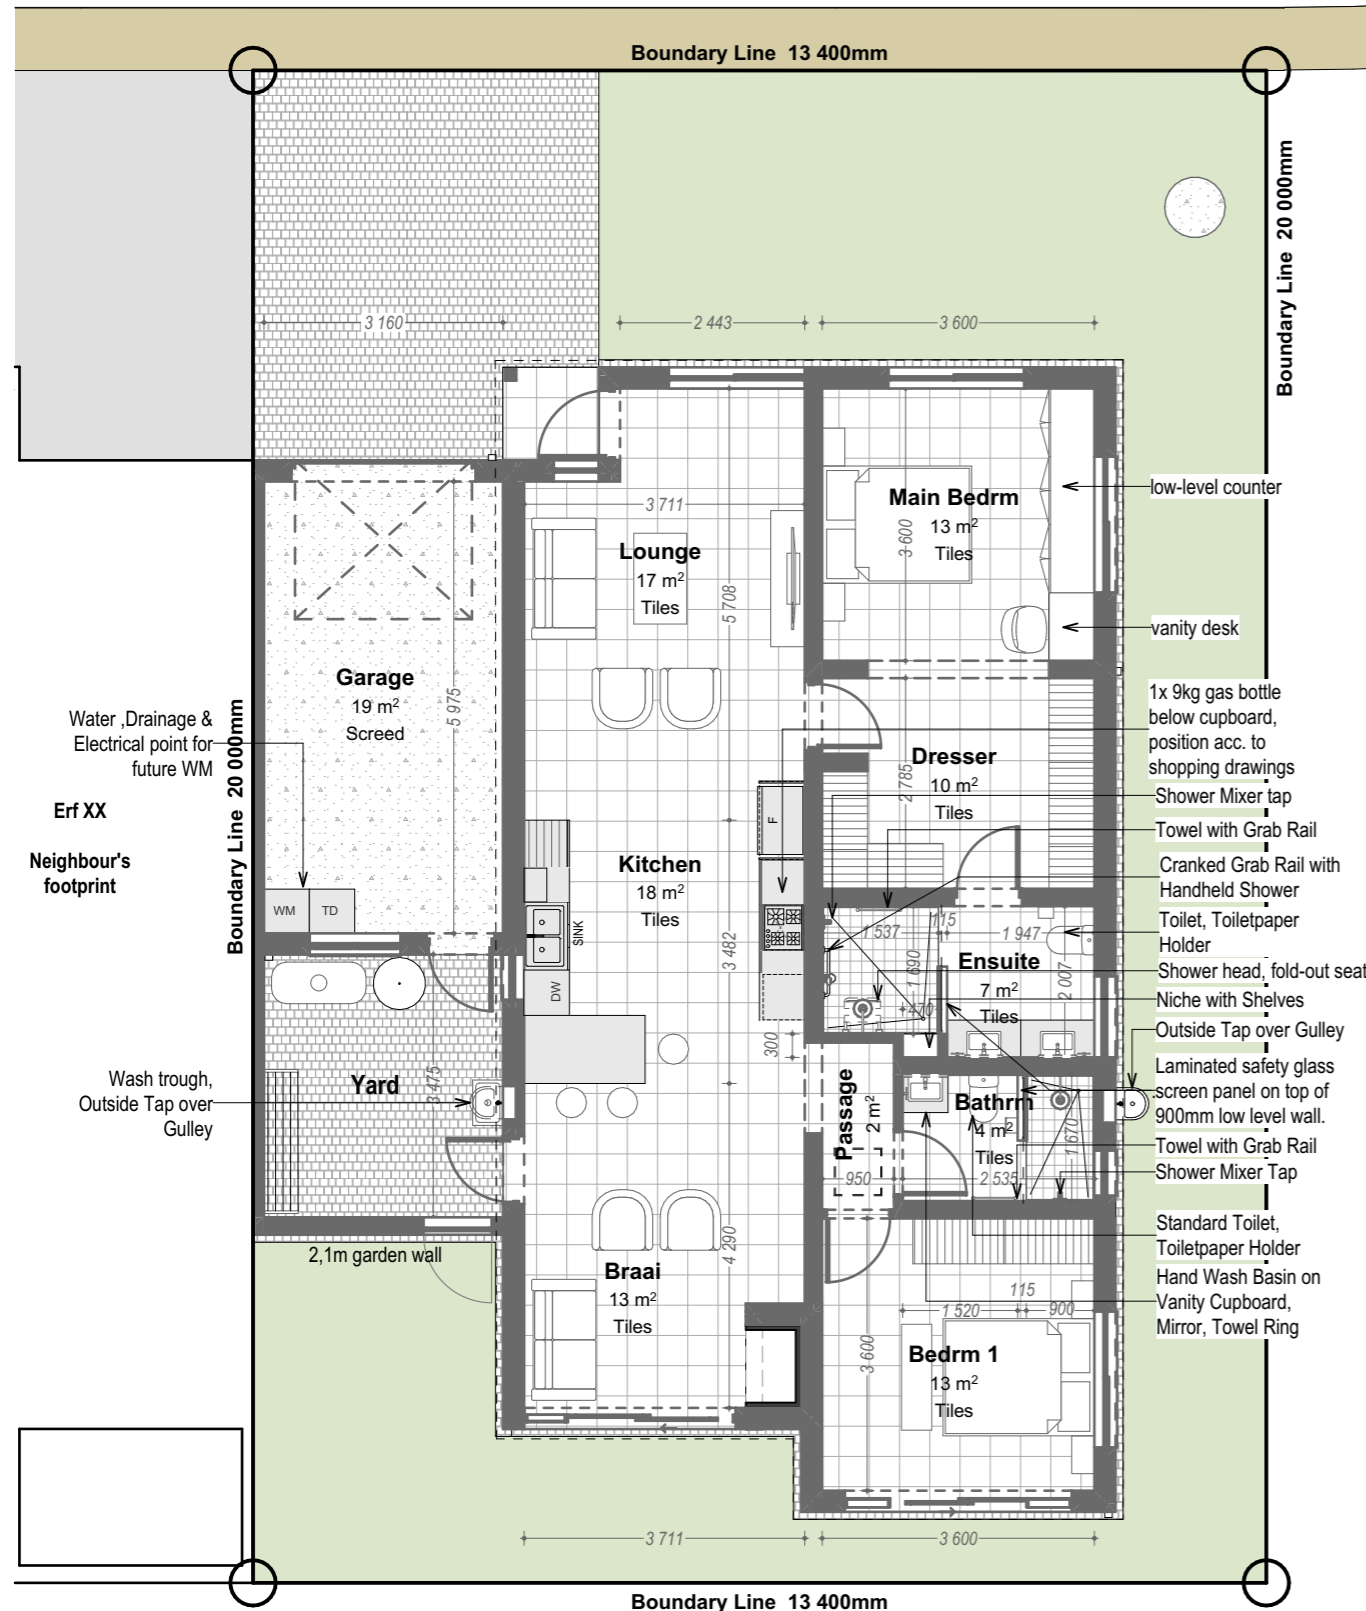 Boundary Line 13 400mm
Boundary Line 20 000mm
3 160
2 443
3 600
low-level counter
Main Bedrm
13 m²
Tiles
3 600
3 711
Lounge
17 m²
Tiles
5 708
vanity desk
Garage
19 m²
Screed
5 975
1x 9kg gas bottle
below cupboard,
position acc. to
shopping drawings
Water ,Drainage &
Electrical point for
future WM
Boundary Line 20 000mm
Erf XX
Neighbour's
footprint
Dresser
10 m²
Tiles
2 785
Shower Mixer tap
F
Towel with Grab Rail
Kitchen
18 m²
Tiles
3 482
Cranked Grab Rail with
Handheld Shower
WM
TD
SINK
DW
1 537
115
1 947
Toilet, Toiletpaper
Holder
Ensuite
7 m²
Tiles
1 690
2 007
470
Shower head, fold-out seat
Niche with Shelves
Outside Tap over Gulley
300
Yard
3 475
Wash trough,
Outside Tap over
Gulley
Passage
2 m²
Bathrm
4 m²
Tiles
1 670
Laminated safety glass
screen panel on top of
900mm low level wall.
Towel with Grab Rail
950
2 535
Shower Mixer Tap
Standard Toilet,
Toiletpaper Holder
2,1m garden wall
Braai
13 m²
Tiles
4 290
Hand Wash Basin on
Vanity Cupboard,
Mirror, Towel Ring
115
1 520
900
Bedrm 1
13 m²
Tiles
3 600
3 711
3 600
Boundary Line 13 400mm